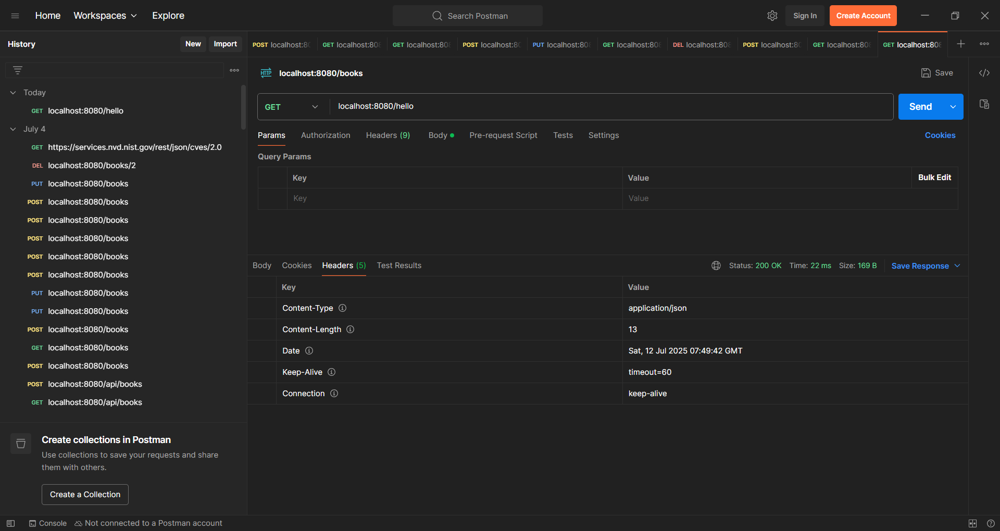 Home Workspaces Explore Search Postman Sign In Create Account
History New Import
POST localhost:80 GET localhost:808 GET localhost:808 POST localhost:80 PUT localhost:808 GET localhost:808 DEL localhost:808 POST localhost:80 GET localhost:808 GET localhost:808
HTTP localhost:8080/books Save
Today
GET localhost:8080/hello
July 4
GET https://services.nvd.nist.gov/rest/json/cves/2.0
DEL localhost:8080/books/2
PUT localhost:8080/books
POST localhost:8080/books
POST localhost:8080/books
POST localhost:8080/books
POST localhost:8080/books
POST localhost:8080/books
PUT localhost:8080/books
PUT localhost:8080/books
POST localhost:8080/books
GET localhost:8080/books
POST localhost:8080/books
POST localhost:8080/api/books
GET localhost:8080/api/books
Create collections in Postman
Use collections to save your requests and share
them with others.
Create a Collection
GET localhost:8080/hello Send
Params Authorization Headers (9) Body Pre-request Script Tests Settings Cookies
Query Params
Key Value Bulk Edit
Key Value
Body Cookies Headers (5) Test Results Status: 200 OK Time: 22 ms Size: 169 B Save Response
Key Value
Content-Type application/json
Content-Length 13
Date Sat, 12 Jul 2025 07:49:42 GMT
Keep-Alive timeout=60
Connection keep-alive
Console Not connected to a Postman account